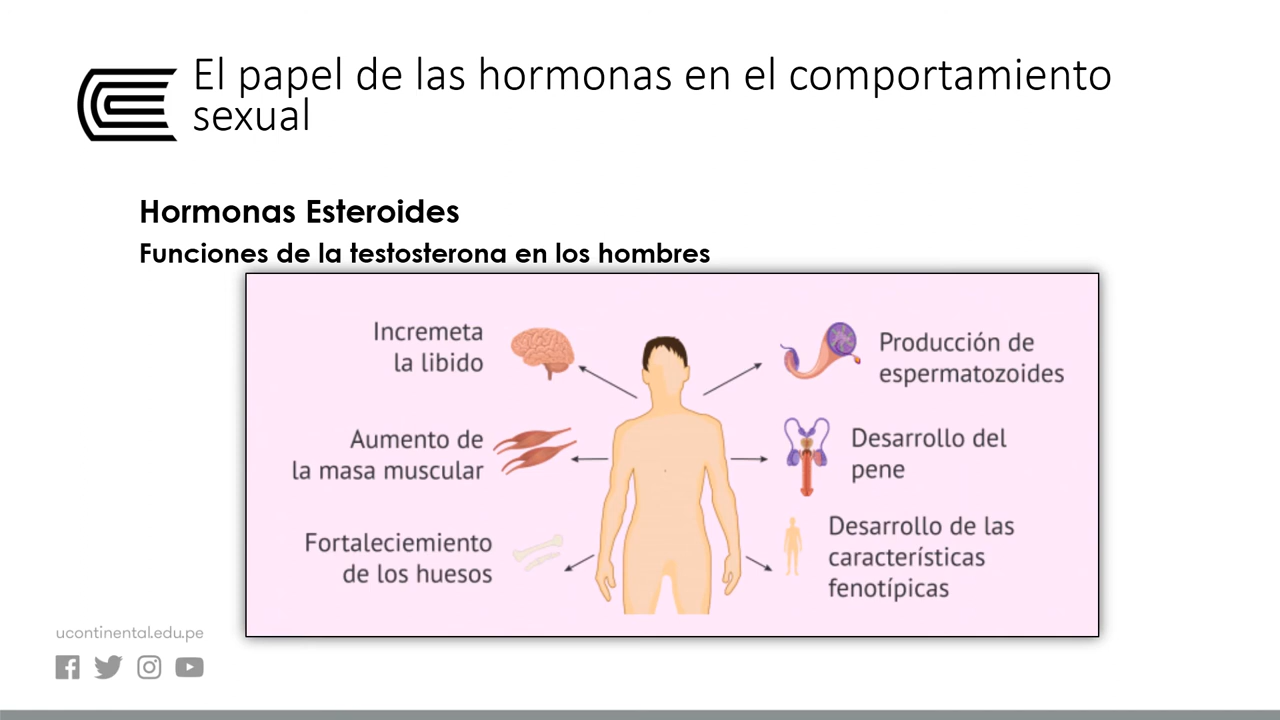 El papel de las hormonas en el comportamiento
sexual
Hormonas Esteroides
Funciones de la testosterona en los hombres
Incremeta
la libido
Aumento de
la masa muscular
Fortaleciemiento
de los huesos
Producción de
espermatozoides
Desarrollo del
pene
Desarrollo de las
características
fenotípicas
ucontinental.edu.pe